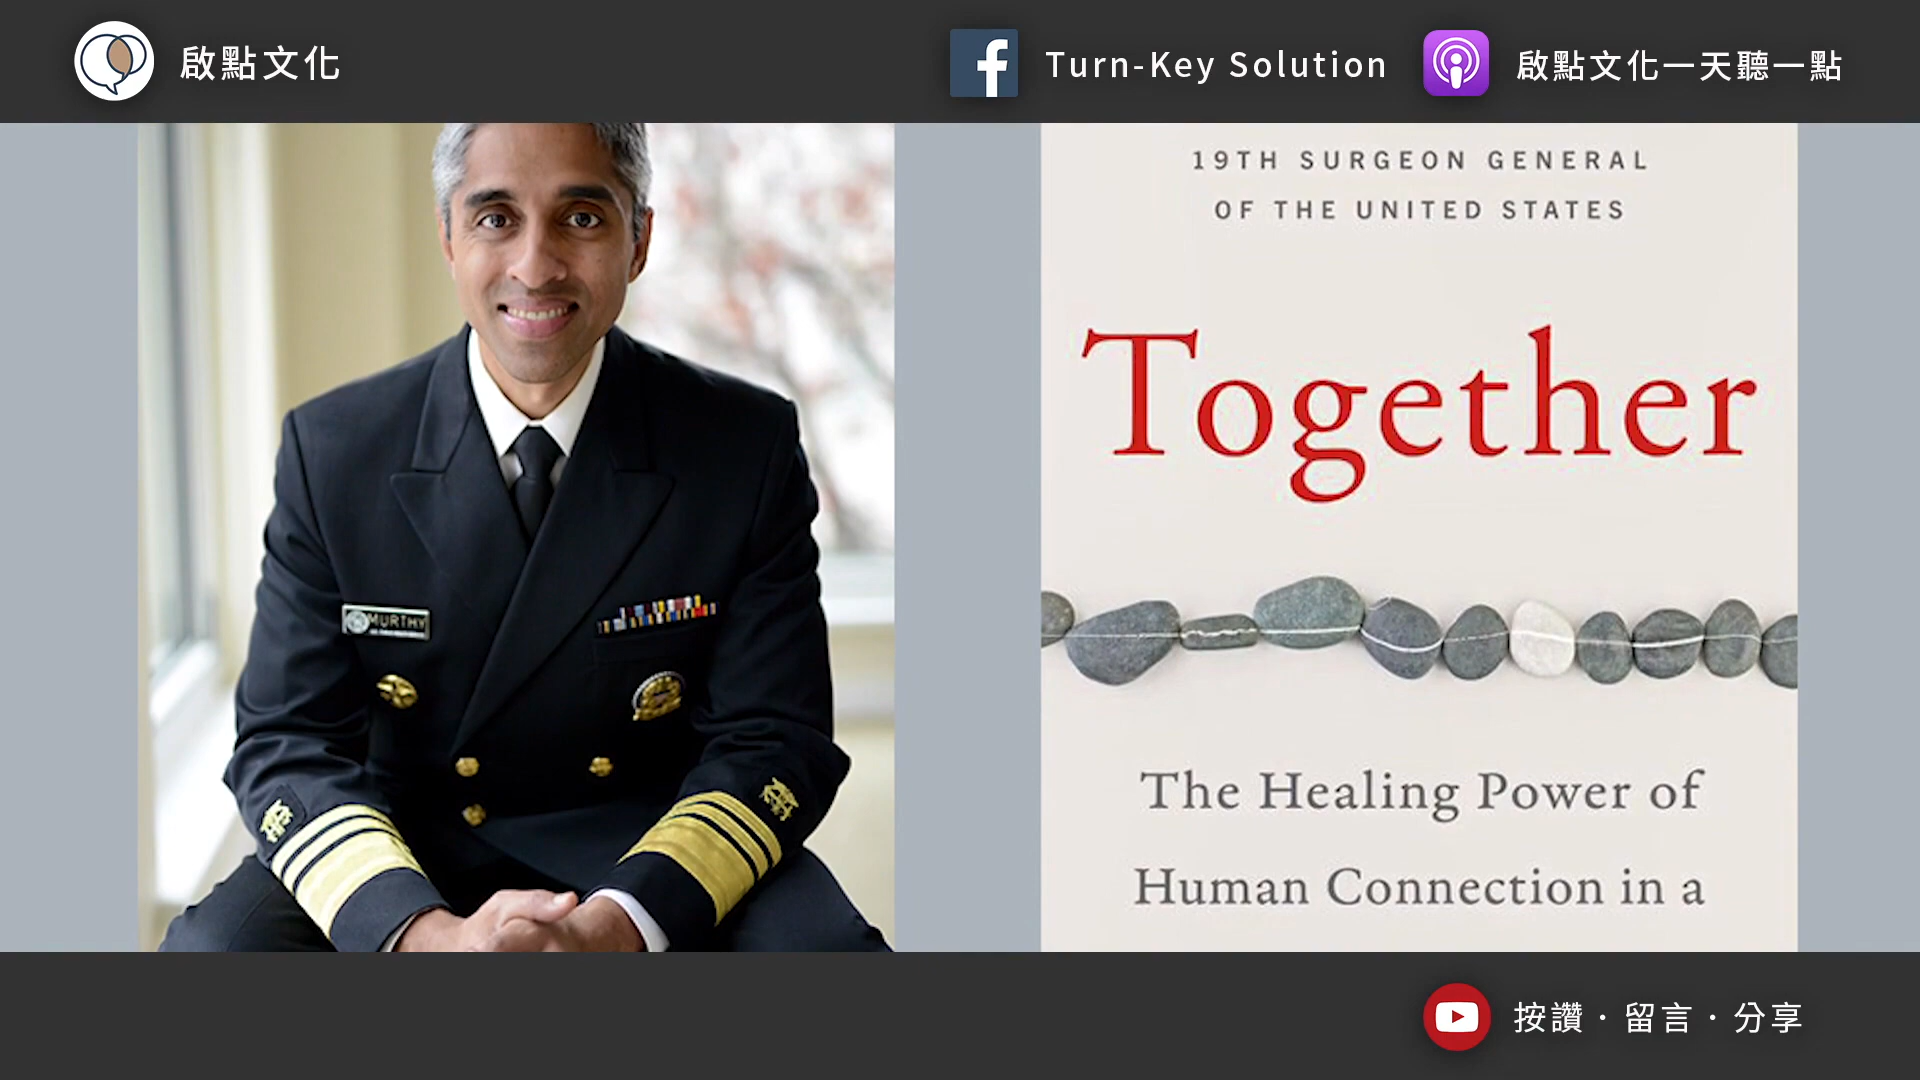 啟點文化
Turn-Key Solution
啟點文化一天聽一點
19TH SURGEON GENERAL
OF THE UNITED STATES
Together
The Healing Power of
Human Connection in a
MURTHY
按讚・留言・分享